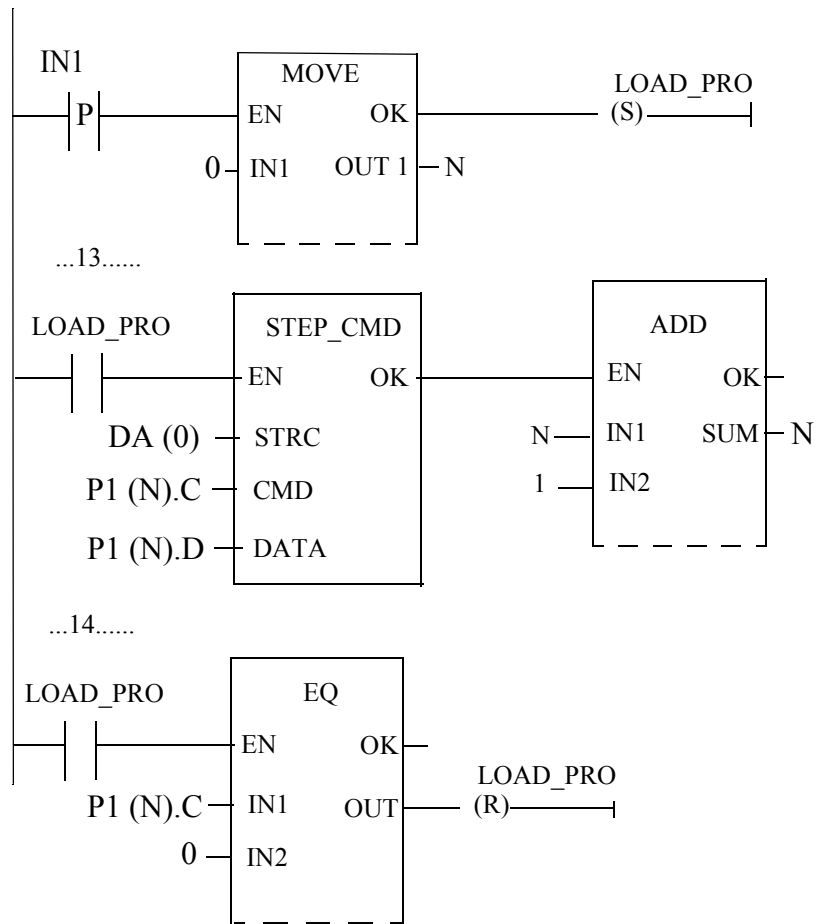 IN1
MOVE
LOAD_PRO
P
EN OK (S)
0 IN1 OUT 1 N
...13......
LOAD_PRO
STEP_CMD
ADD
EN OK
EN OK
DA (0) STRC
N IN1 SUM N
P1 (N).C CMD
1 IN2
P1 (N).D DATA
...14......
LOAD_PRO
EQ
EN OK
LOAD_PRO
P1 (N).C IN1 OUT (R)
0 IN2